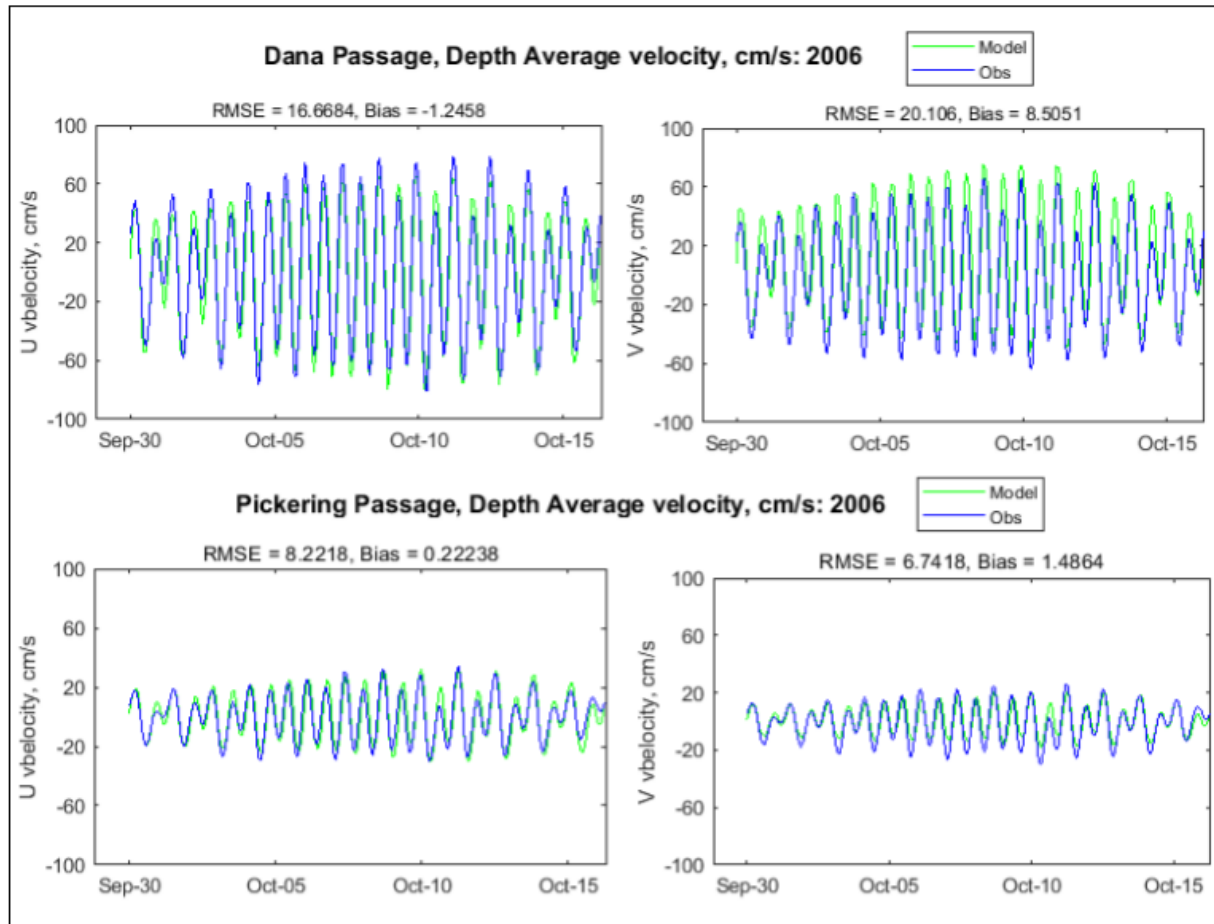 Dana Passage, Depth Average velocity, cm/s: 2006
Model
Obs
RMSE = 16.6684, Bias = -1.2458
100
60
20
-20
-60
-100
U vbelocity, cm/s
Sep-30 Oct-05 Oct-10 Oct-15
RMSE = 20.106, Bias = 8.5051
100
60
20
-20
-60
-100
V vbelocity, cm/s
Sep-30 Oct-05 Oct-10 Oct-15
Pickering Passage, Depth Average velocity, cm/s: 2006
Model
Obs
RMSE = 8.2218, Bias = 0.22238
100
60
20
-20
-60
-100
U vbelocity, cm/s
Sep-30 Oct-05 Oct-10 Oct-15
RMSE = 6.7418, Bias = 1.4864
100
60
20
-20
-60
-100
V vbelocity, cm/s
Sep-30 Oct-05 Oct-10 Oct-15